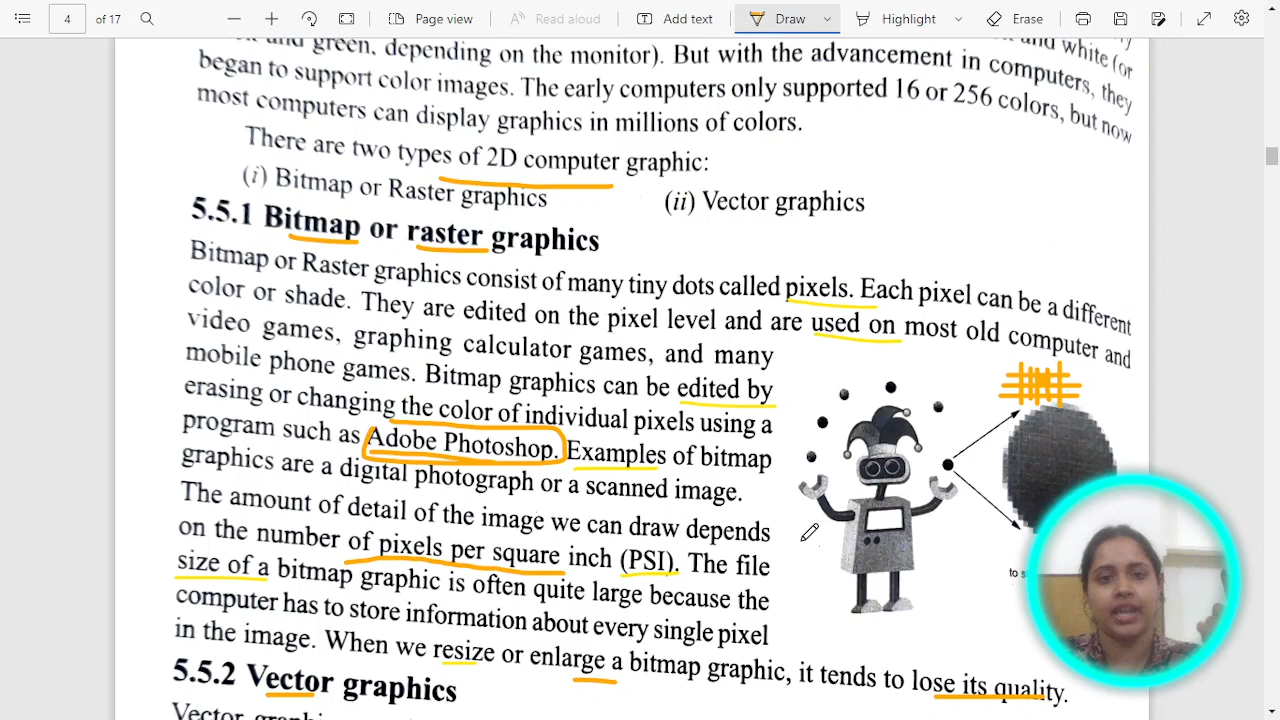 4 of 17
Page view
Read aloud
Add text
Draw
Highlight
Erase
and green, depending on the monitor). But with the advancement in computers, they
and white (or
began to support color images. The early computers only supported 16 or 256 colors, but now
most computers can display graphics in millions of colors.
There are two types of 2D computer graphic:
(i) Bitmap or Raster graphics (ii) Vector graphics
5.5.1 Bitmap or raster graphics
Bitmap or Raster graphics consist of many tiny dots called pixels. Each pixel can be a different
color or shade. They are edited on the pixel level and are used on most old computer and
video games, graphing calculator games, and many
mobile phone games. Bitmap graphics can be edited by
erasing or changing the color of individual pixels using a
program such as Adobe Photoshop. Examples of bitmap
graphics are a digital photograph or a scanned image.
The amount of detail of the image we can draw depends
on the number of pixels per square inch (PSI). The file
size of a bitmap graphic is often quite large because the
computer has to store information about every single pixel
in the image. When we resize or enlarge a bitmap graphic, it tends to lose its quality.
to
5.5.2 Vector graphics
Vector